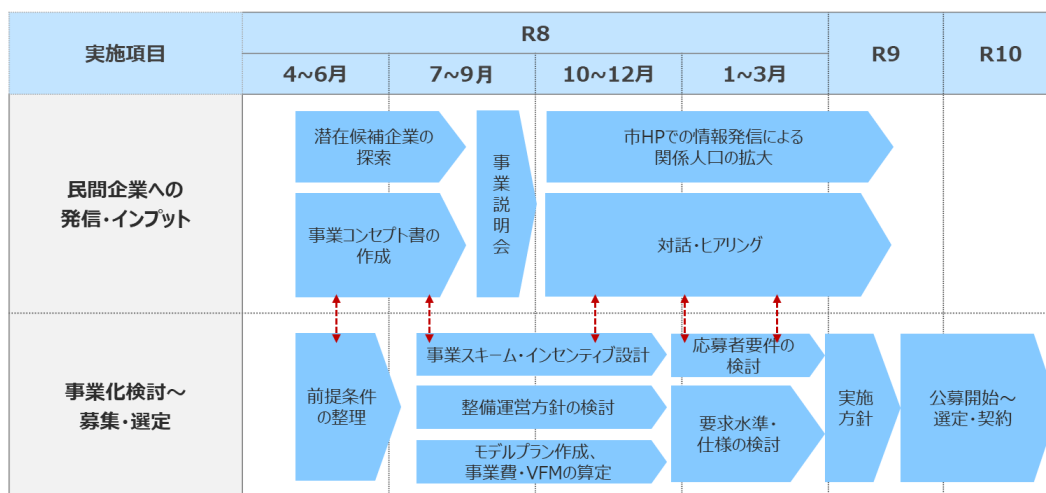 実施項目
R8
R9
R10
4~6月
7~9月
10~12月
1~3月
民間企業への
発信・インプット
潜在候補企業の
探索
事業コンセプト書の
作成
事業説明会
市HPでの情報発信による
関係人口の拡大
対話・ヒアリング
事業化検討~
募集・選定
前提条件
の整理
事業スキーム・インセンティブ設計
整備運営方針の検討
モデルプラン作成、
事業費・VFMの算定
応募者要件の
検討
要求水準・
仕様の検討
実施
方針
公募開始~
選定・契約